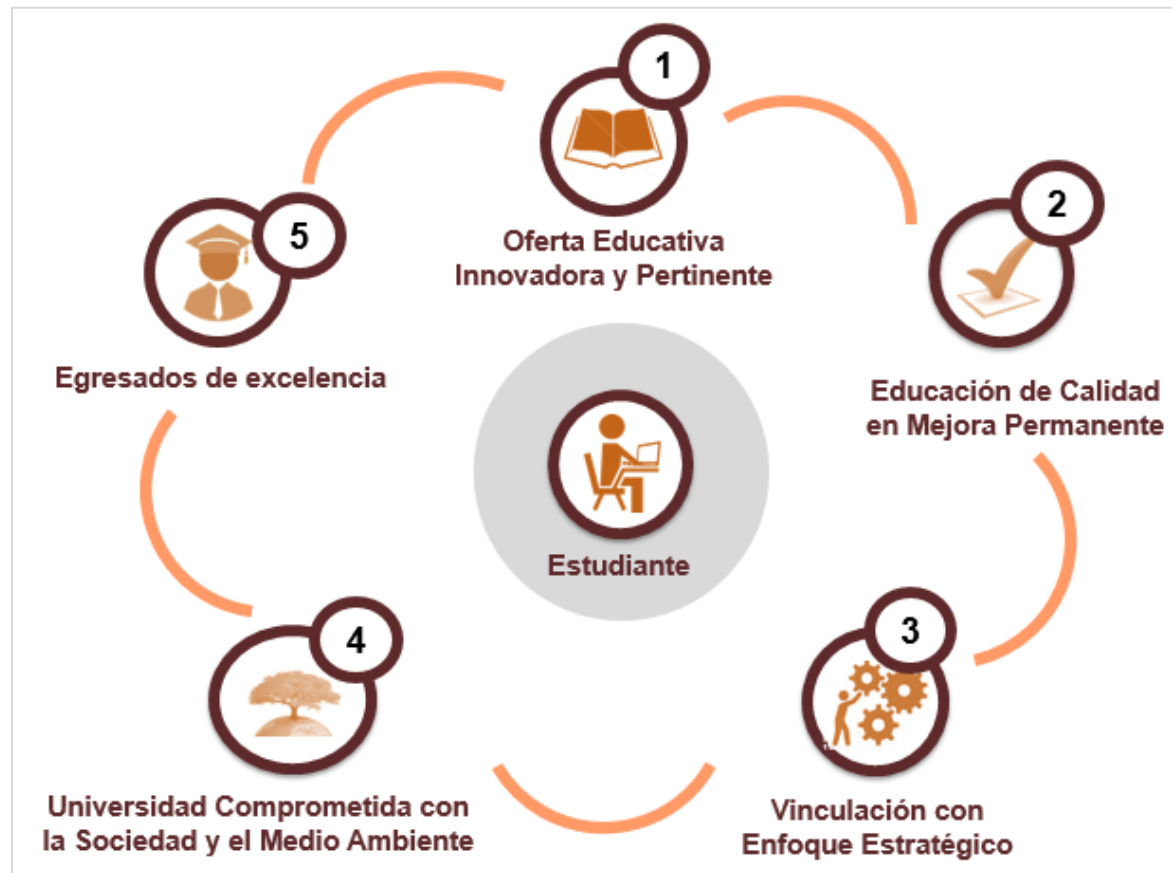 1
Oferta Educativa
Innovadora y Pertinente
2
Educación de Calidad
en Mejora Permanente
3
Vinculación con
Enfoque Estratégico
4
Universidad Comprometida con
la Sociedad y el Medio Ambiente
5
Egresados de excelencia
Estudiante